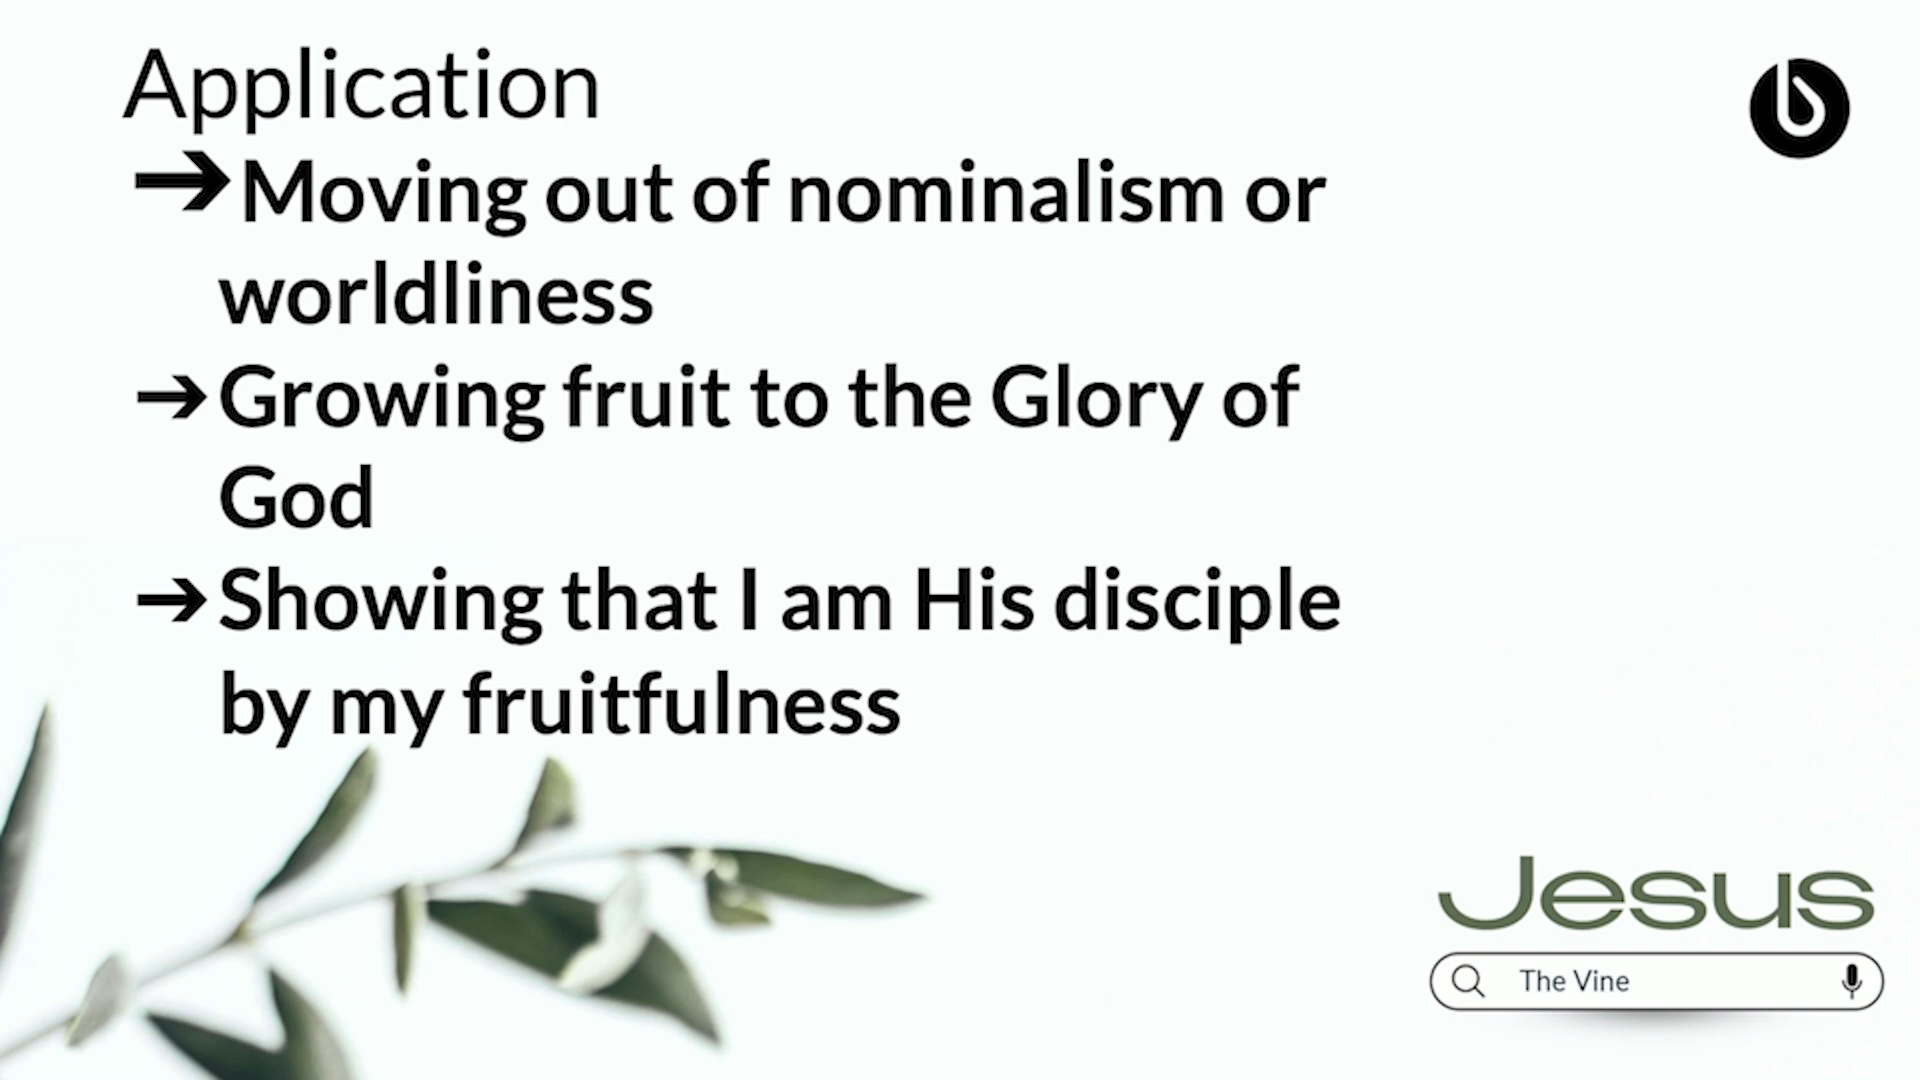 Application
➔Moving out of nominalism or
worldliness
➔Growing fruit to the Glory of
God
➔Showing that I am His disciple
by my fruitfulness
Jesus
The Vine